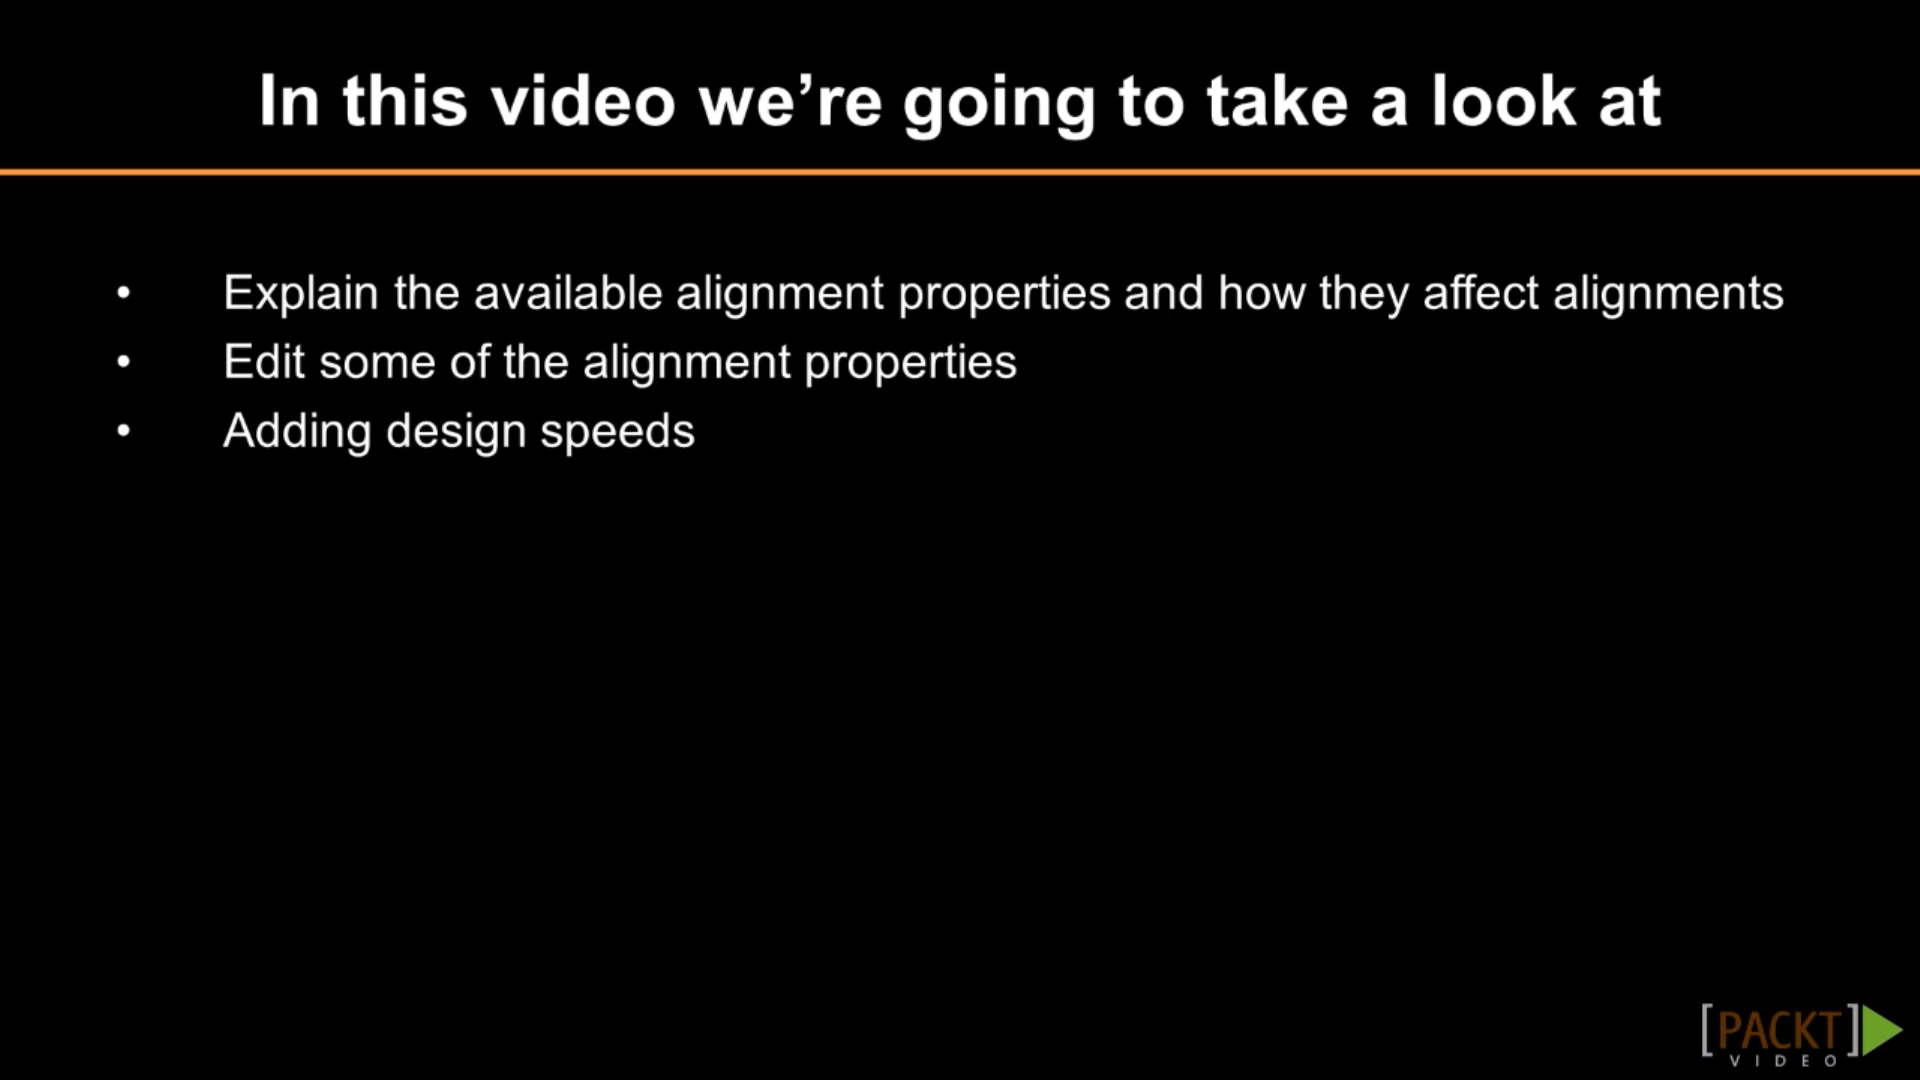 In this video we’re going to take a look at
• Explain the available alignment properties and how they affect alignments
• Edit some of the alignment properties
• Adding design speeds
[PACKT]
VIDEO